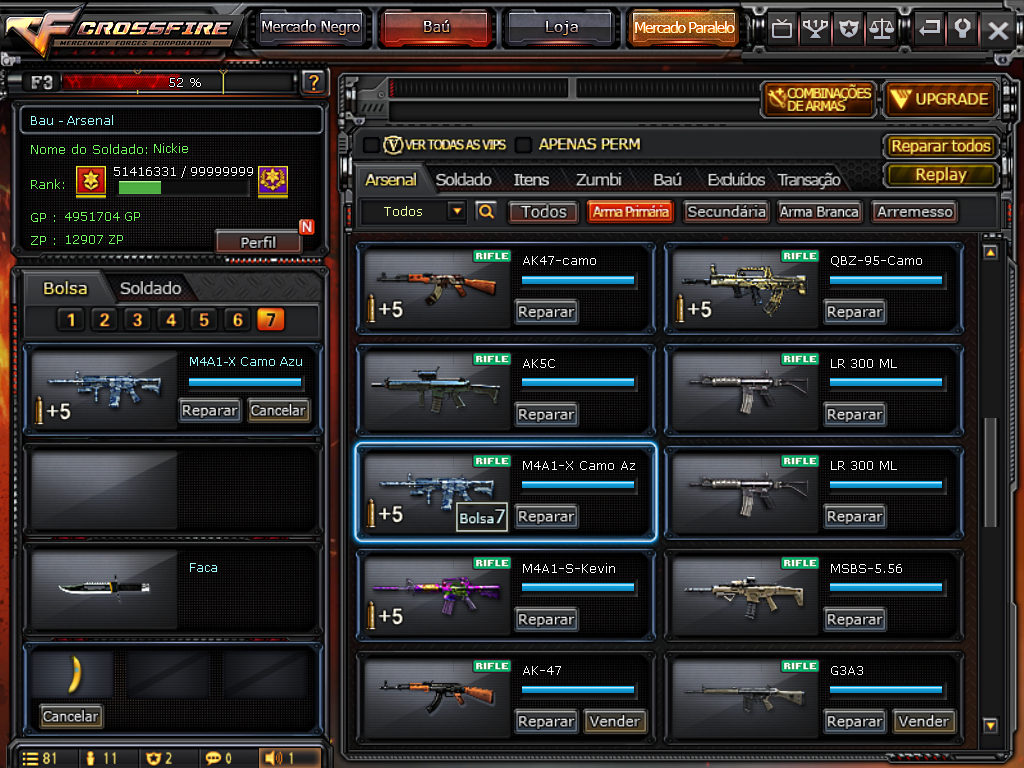 CROSSFIRE
MERCENARY FORCES CORPORATION
Mercado Negro
Baú
Loja
Mercado Paralelo
F3
52 %
?
COMBINAÇÕES
DE ARMAS
UPGRADE
Bau - Arsenal
Nome do Soldado: Nickie
Rank:
51416331 / 99999999
GP : 4951704 GP
ZP : 12907 ZP
N
Perfil
V VER TODAS AS VIPS
APENAS PERM
Reparar todos
Replay
Arsenal
Soldado
Itens
Zumbi
Baú
Excluídos
Transação
Todos
Todos
Arma Primária
Secundária
Arma Branca
Arremesso
Bolsa
Soldado
1 2 3 4 5 6 7
M4A1-X Camo Azu
+5
Reparar
Cancelar
Faca
Cancelar
81
11
2
0
1
RIFLE
AK47-camo
+5
Reparar
RIFLE
QBZ-95-Camo
+5
Reparar
RIFLE
AK5C
Reparar
RIFLE
LR 300 ML
Reparar
RIFLE
M4A1-X Camo Az
+5
Bolsa7
Reparar
RIFLE
LR 300 ML
Reparar
RIFLE
M4A1-S-Kevin
+5
Reparar
RIFLE
MSBS-5.56
Reparar
RIFLE
AK-47
Reparar
Vender
RIFLE
G3A3
Reparar
Vender